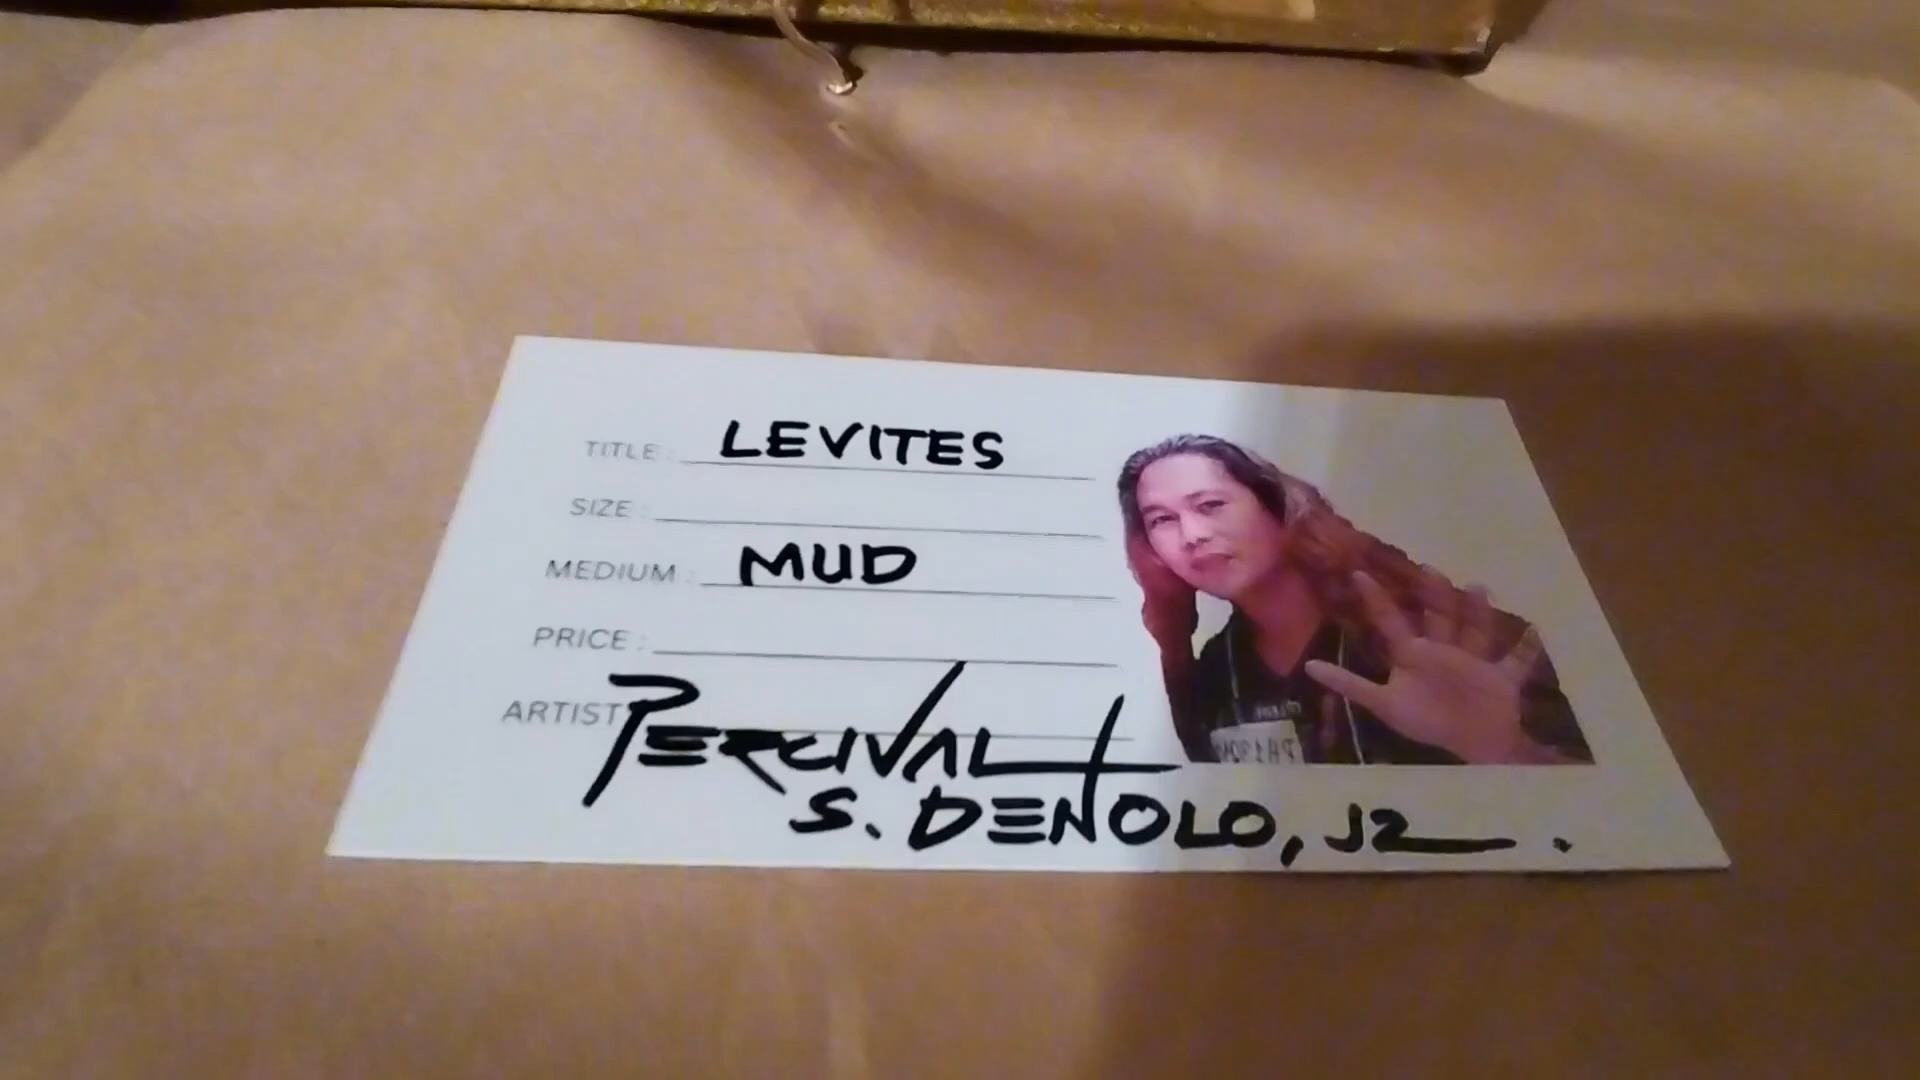 TITLE : LEVITES
SIZE :
MEDIUM : MUD
PRICE :
ARTIST PERCIVAL
S. DENOLO, JR.